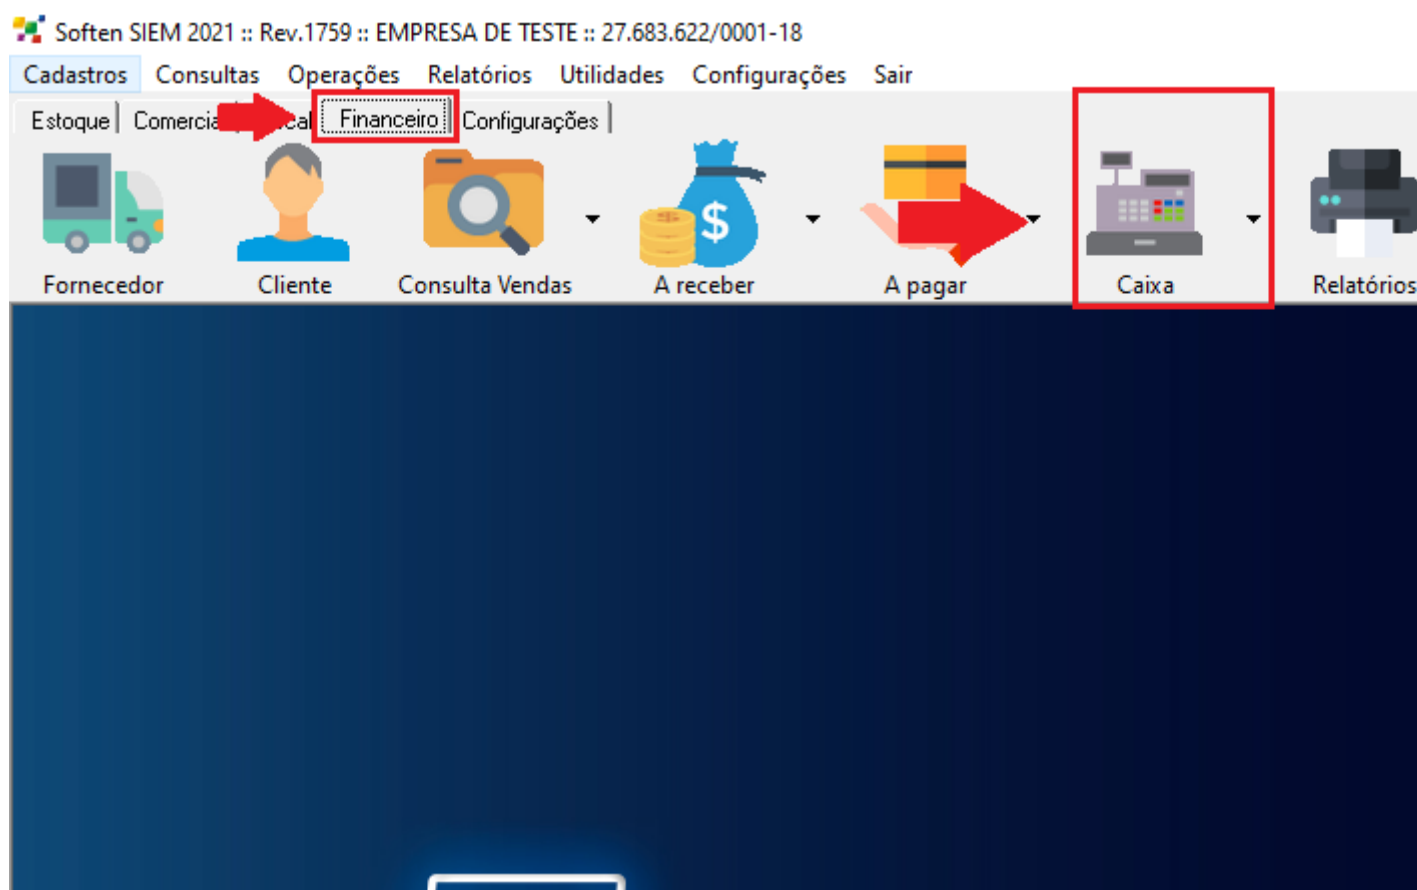 Soften SIEM 2021 :: Rev.1759 :: EMPRESA DE TESTE :: 27.683.622/0001-18
Cadastros Consultas Operações Relatórios Utilidades Configurações Sair
Estoque Financeiro Configurações
$ $
Fornecedor Cliente Consulta Vendas A receber A pagar Caixa Relatórios